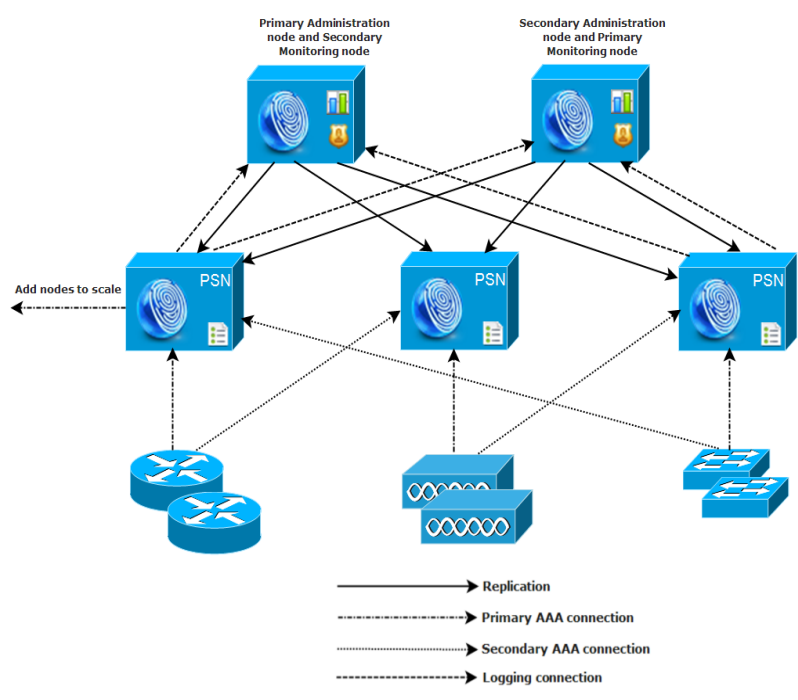 Primary Administration
node and Secondary
Monitoring node
Secondary Administration
node and Primary
Monitoring node
PSN
PSN
PSN
Add nodes to scale
Replication
Primary AAA connection
Secondary AAA connection
Logging connection